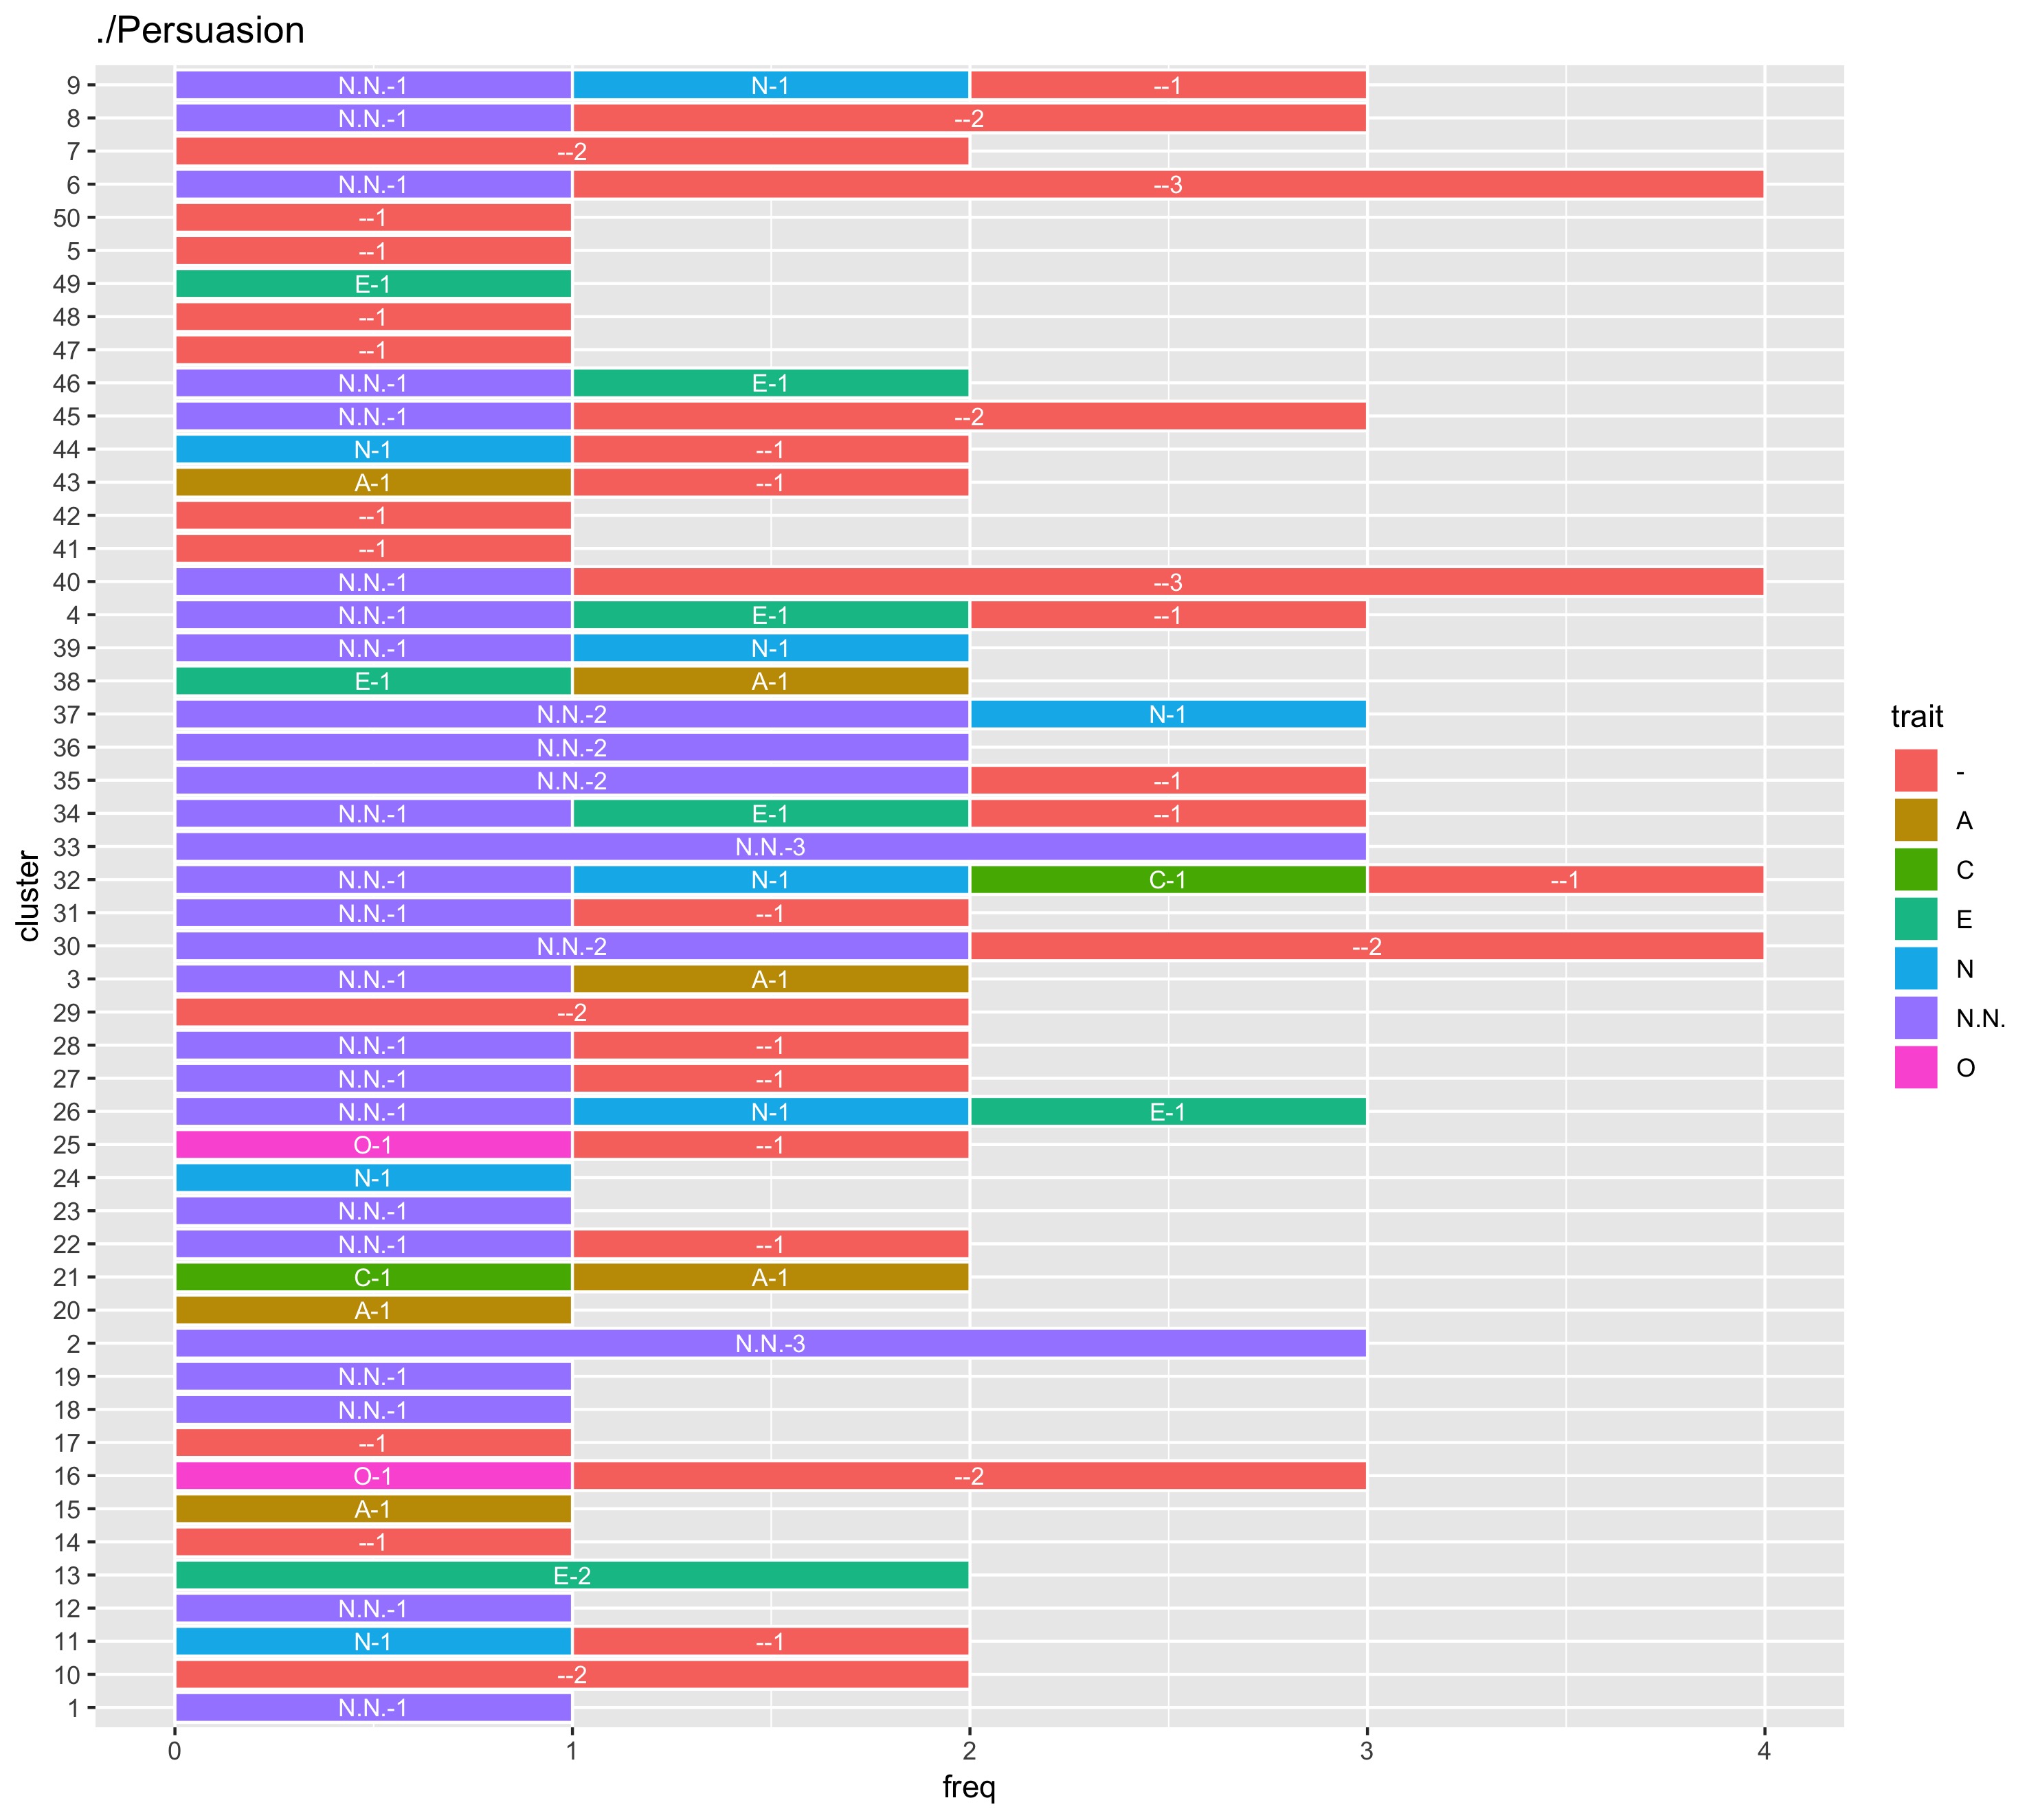 ./Persuasion
9 N.N.-1 N-1 --1
8 N.N.-1 --2
7 --2
6 N.N.-1 --3
50 --1
5 --1
49 E-1
48 --1
47 --1
46 N.N.-1 E-1
45 N.N.-1 --2
44 N-1 --1
43 A-1 --1
42 --1
41 --1
40 N.N.-1 --3
4 N.N.-1 E-1 --1
39 N.N.-1 N-1
38 E-1 A-1
37 N.N.-2 N-1
36 N.N.-2
35 N.N.-2 --1
34 N.N.-1 E-1 --1
33 N.N.-3
32 N.N.-1 N-1 C-1 --1
31 N.N.-1 --1
30 N.N.-2 --2
3 N.N.-1 A-1
29 --2
28 N.N.-1 --1
27 N.N.-1 --1
26 N.N.-1 N-1 E-1
25 O-1 --1
24 N-1
23 N.N.-1
22 N.N.-1 --1
21 C-1 A-1
20 A-1
2 N.N.-3
19 N.N.-1
18 N.N.-1
17 --1
16 O-1 --2
15 A-1
14 --1
13 E-2
12 N.N.-1
11 N-1 --1
10 --2
1 N.N.-1
0 1 2 3 4
freq
cluster
trait
-
A
C
E
N
N.N.
O